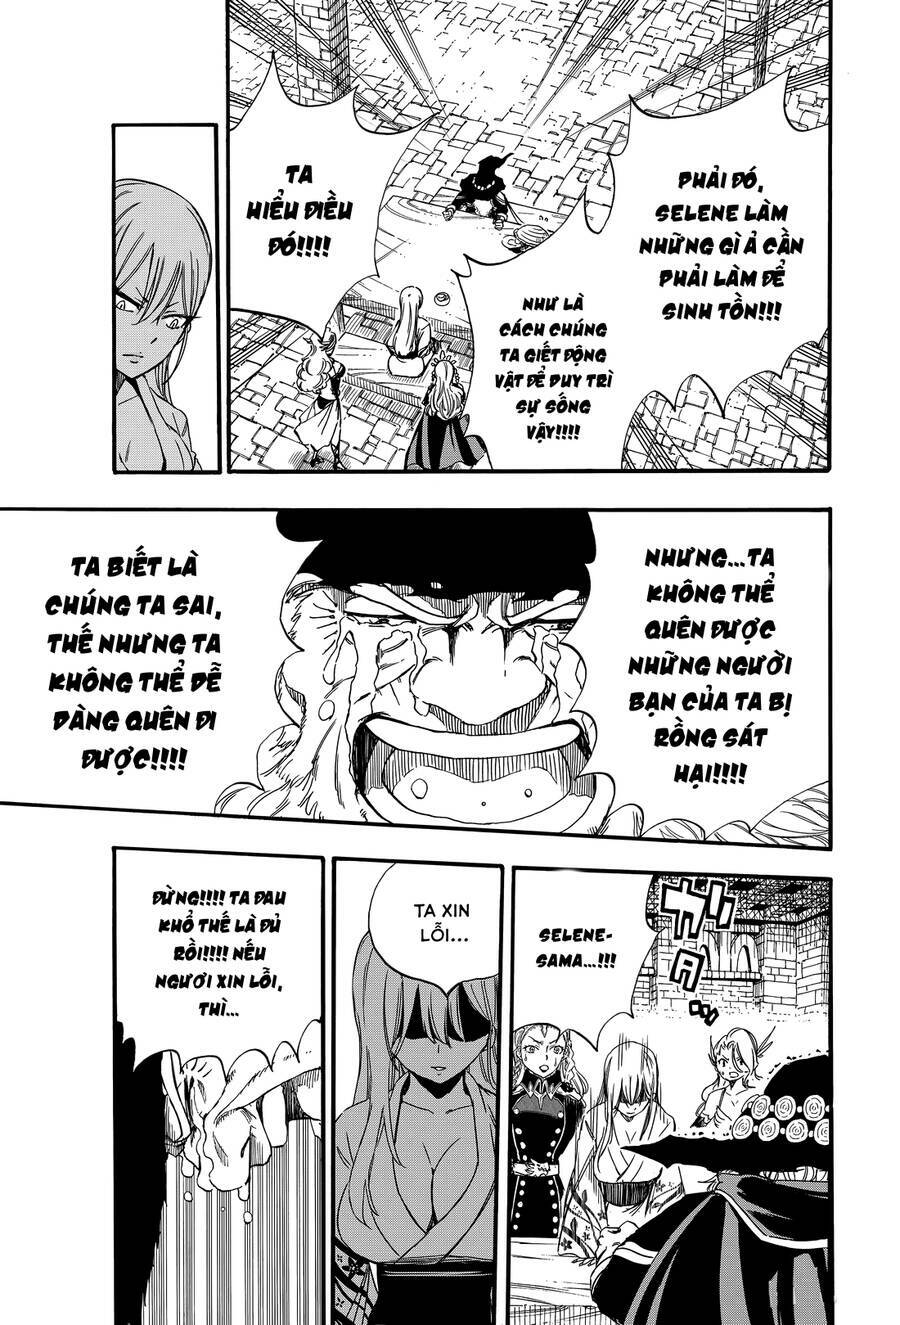 PHẢI ĐÓ,
SELENE LÀM
NHỮNG GÌ Ả CẦN
PHẢI LÀM ĐỂ
SINH TỒN!!!
NHƯ LÀ
CÁCH CHÚNG
TA GIẾT ĐỘNG
VẬT ĐỂ DUY TRÌ
SỰ SỐNG
VẬY!!!!
TA
HIỂU ĐIỀU
ĐÓ!!!!
NHƯNG...TA
KHÔNG THỂ
QUÊN ĐƯỢC
NHỮNG NGƯỜI
BẠN CỦA TA BỊ
RỒNG SÁT
HẠI!!!!
TA BIẾT LÀ
CHÚNG TA SAI,
THẾ NHƯNG TA
KHÔNG THỂ DỄ
DÀNG QUÊN ĐI
ĐƯỢC!!!!
ガタッ
SELENE-
SAMA...!!!
TA XIN
LỖI...
ĐỪNG!!!! TA ĐAU
KHỔ THẾ LÀ ĐỦ
RỒI!!!! NẾU
NGƯƠI XIN LỖI,
THÌ...